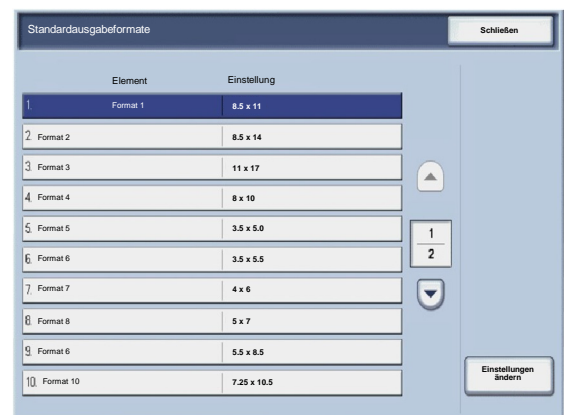 Standardausgabeformate
Schließen
Element Einstellung
1. Format 1 8.5 x 11
2. Format 2 8.5 x 14
3. Format 3 11 x 17
4. Format 4 8 x 10
5. Format 5 3.5 x 5.0
6. Format 6 3.5 x 5.5
7. Format 7 4 x 6
8. Format 8 5 x 7
9. Format 6 5.5 x 8.5
10. Format 10 7.25 x 10.5
1
2
Einstellungen
ändern